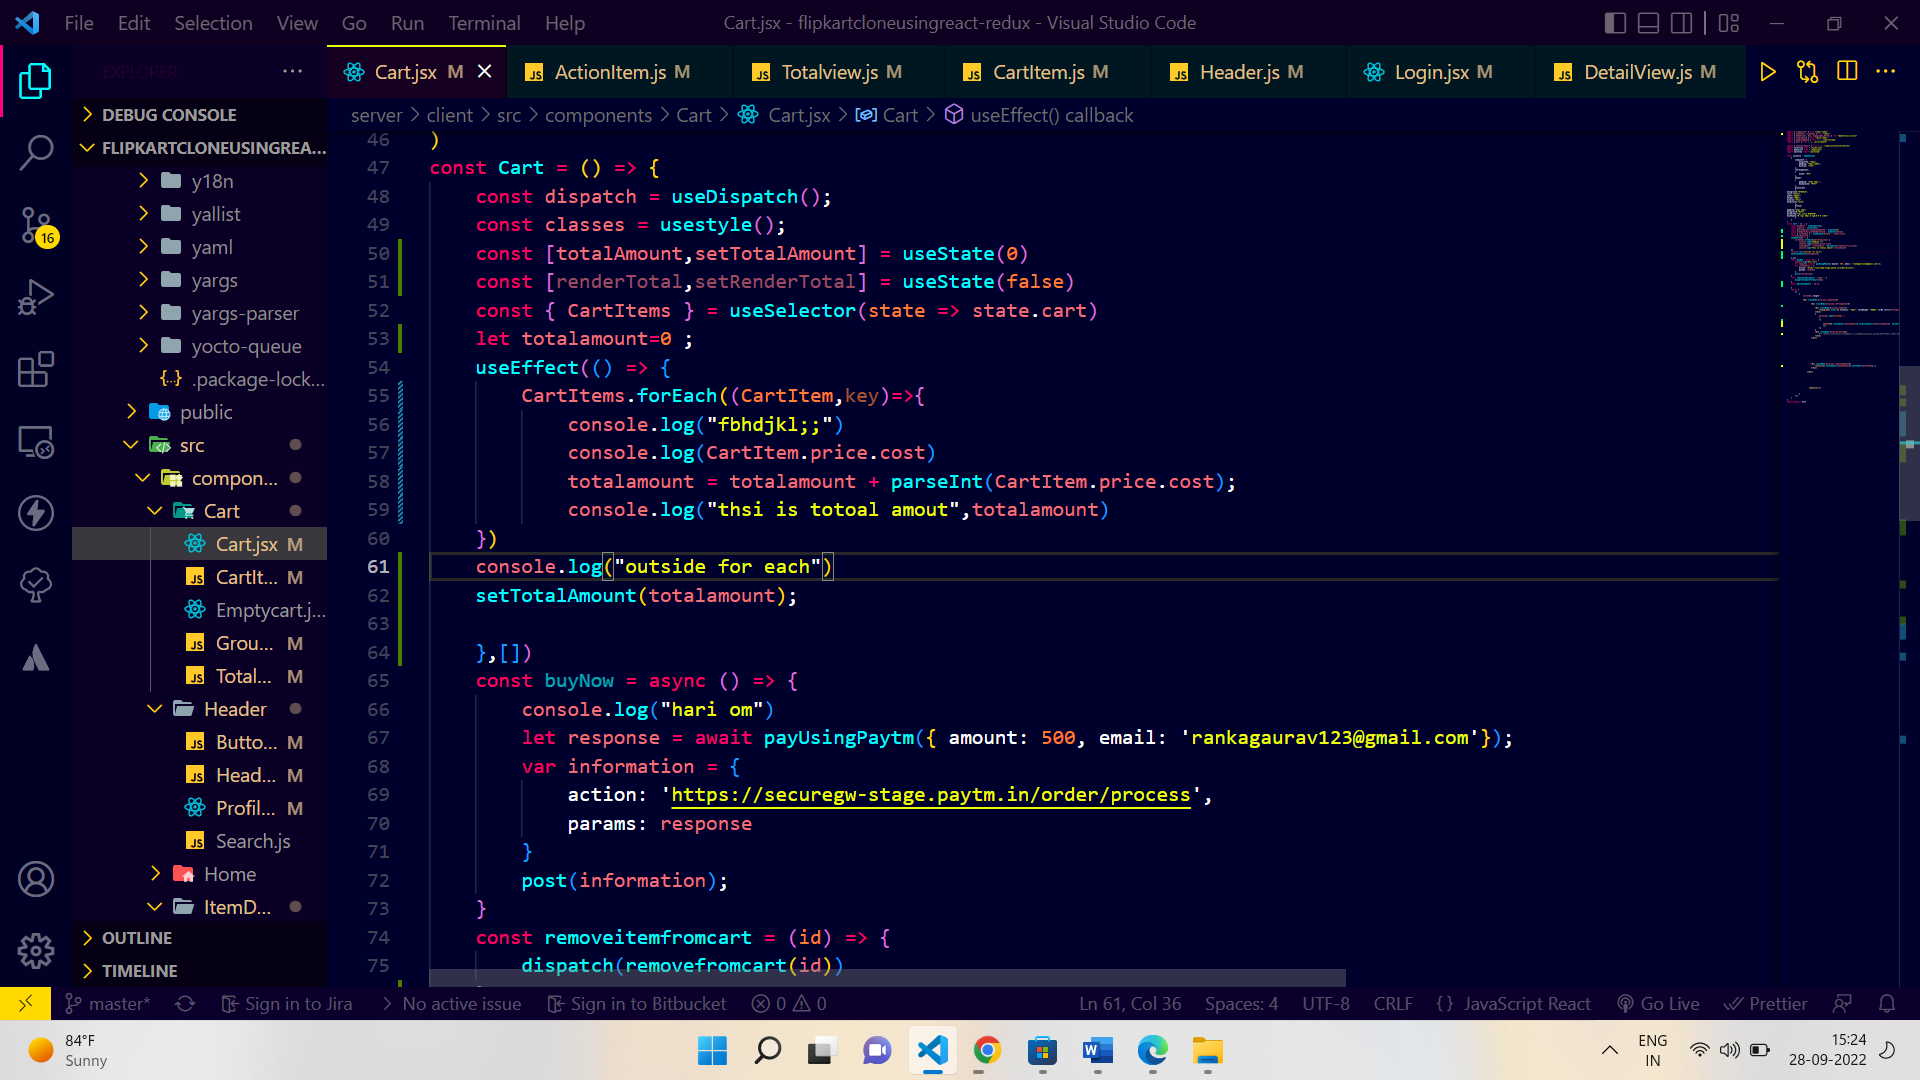 File Edit Selection View Go Run Terminal Help
Cart.jsx - flipkartcloneusingreact-redux - Visual Studio Code
EXPLORER
Cart.jsx M
ActionItem.js M
Totalview.js M
CartItem.js M
Header.js M
Login.jsx M
DetailView.js M
server > client > src > components > Cart > Cart.jsx > Cart > useEffect() callback
DEBUG CONSOLE
FLIPKARTCLONEUSINGREA...
y18n
yallist
yaml
yargs
yargs-parser
yocto-queue
{..} .package-lock...
public
src
compon...
Cart
Cart.jsx M
CartIt... M
Emptycart.j...
Grou... M
Total... M
Header
Butto... M
Head... M
Profil... M
Search.js
Home
ItemD...
OUTLINE
TIMELINE
16
46 )
47 const Cart = () => {
48 const dispatch = useDispatch();
49 const classes = usestyle();
50 const [totalAmount,setTotalAmount] = useState(0)
51 const [renderTotal,setRenderTotal] = useState(false)
52 const { CartItems } = useSelector(state => state.cart)
53 let totalamount=0 ;
54 useEffect(() => {
55 CartItems.forEach((CartItem,key)=>{
56 console.log("fbhdjkl;;")
57 console.log(CartItem.price.cost)
58 totalamount = totalamount + parseInt(CartItem.price.cost);
59 console.log("thsi is totoal amout",totalamount)
60 })
61 console.log("outside for each")
62 setTotalAmount(totalamount);
63
64 },[])
65 const buyNow = async () => {
66 console.log("hari om")
67 let response = await payUsingPaytm({ amount: 500, email: 'rankagaurav123@gmail.com'});
68 var information = {
69 action: 'https://securegw-stage.paytm.in/order/process',
70 params: response
71 }
72 post(information);
73 }
74 const removeitemfromcart = (id) => {
75 dispatch(removefromcart(id))
master* Sign in to Jira > No active issue Sign in to Bitbucket 0 0
Ln 61, Col 36 Spaces: 4 UTF-8 CRLF {} JavaScript React Go Live Prettier
84°F
Sunny
ENG
IN
15:24
28-09-2022